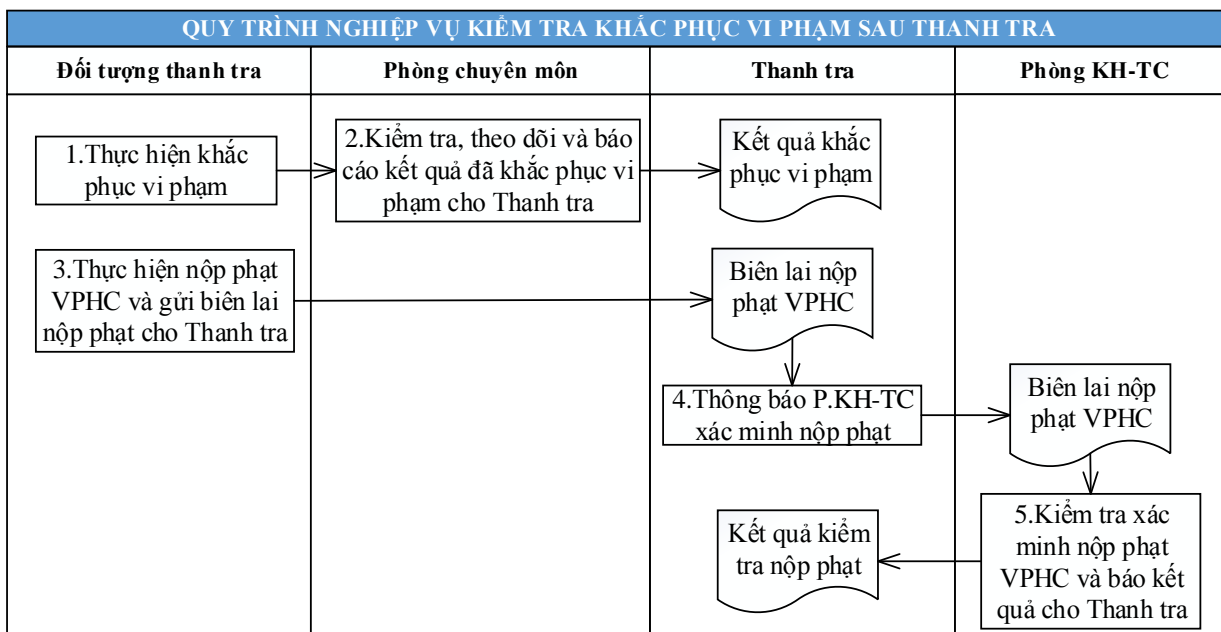 QUY TRÌNH NGHIỆP VỤ KIỂM TRA KHẮC PHỤC VI PHẠM SAU THANH TRA
Đối tượng thanh tra
Phòng chuyên môn
Thanh tra
Phòng KH-TC
1.Thực hiện khắc
phục vi phạm
2.Kiểm tra, theo dõi và báo
cáo kết quả đã khắc phục vi
phạm cho Thanh tra
Kết quả khắc
phục vi phạm
3.Thực hiện nộp phạt
VPHC và gửi biên lai
nộp phạt cho Thanh tra
Biên lai nộp
phạt VPHC
4.Thông báo P.KH-TC
xác minh nộp phạt
Biên lai nộp
phạt VPHC
5.Kiểm tra xác
minh nộp phạt
VPHC và báo kết
quả cho Thanh tra
Kết quả kiểm
tra nộp phạt